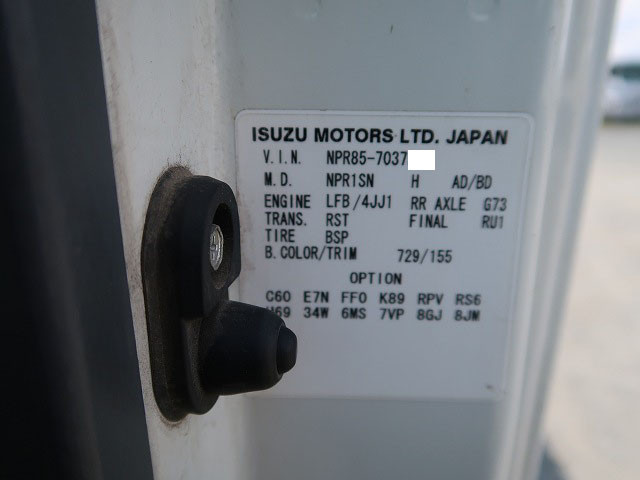 ISUZU MOTORS LTD. JAPAN
V.I.N. NPR85-7037
M.D. NPR1SN H AD/BD
ENGINE LFB/4JJ1 RR AXLE G73
TRANS. RST FINAL RU1
TIRE BSP
B.COLOR/TRIM 729/155
OPTION
C60 E7N FF0 K89 RPV RS6
34W 6MS 7VP 8GJ 8JM